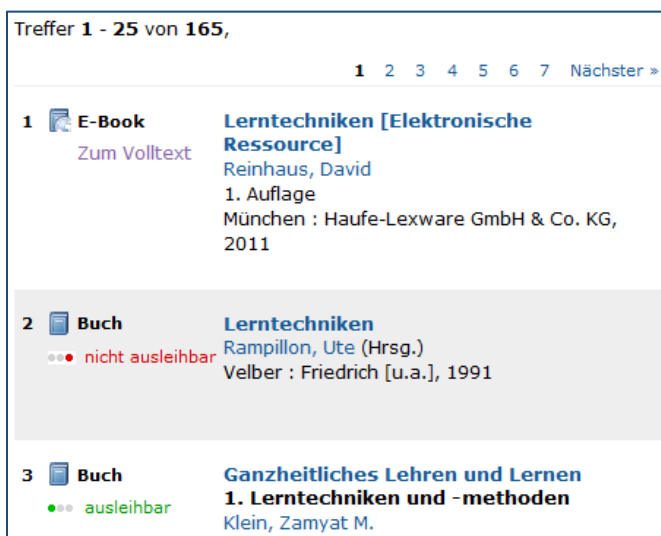 Treffer 1 - 25 von 165,
1 2 3 4 5 6 7 Nächster »
1 E-Book
Zum Volltext
Lerntechniken [Elektronische
Ressource]
Reinhaus, David
1. Auflage
München : Haufe-Lexware GmbH & Co. KG,
2011
2 Buch
nicht ausleihbar
Lerntechniken
Rampillon, Ute (Hrsg.)
Velber : Friedrich [u.a.], 1991
3 Buch
ausleihbar
Ganzheitliches Lehren und Lernen
1. Lerntechniken und -methoden
Klein, Zamyat M.